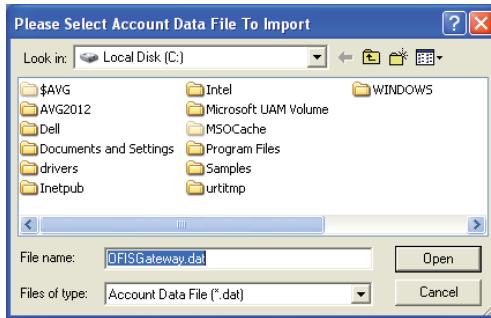 Please Select Account Data File To Import
Look in: Local Disk (C:)
$AVG Intel WINDOWS
AVG2012 Microsoft UAM Volume
Dell MSOCache
Documents and Settings Program Files
drivers Samples
Inetpub urtitmp
File name: OFISGateway.dat Open
Files of type: Account Data File (*.dat) Cancel